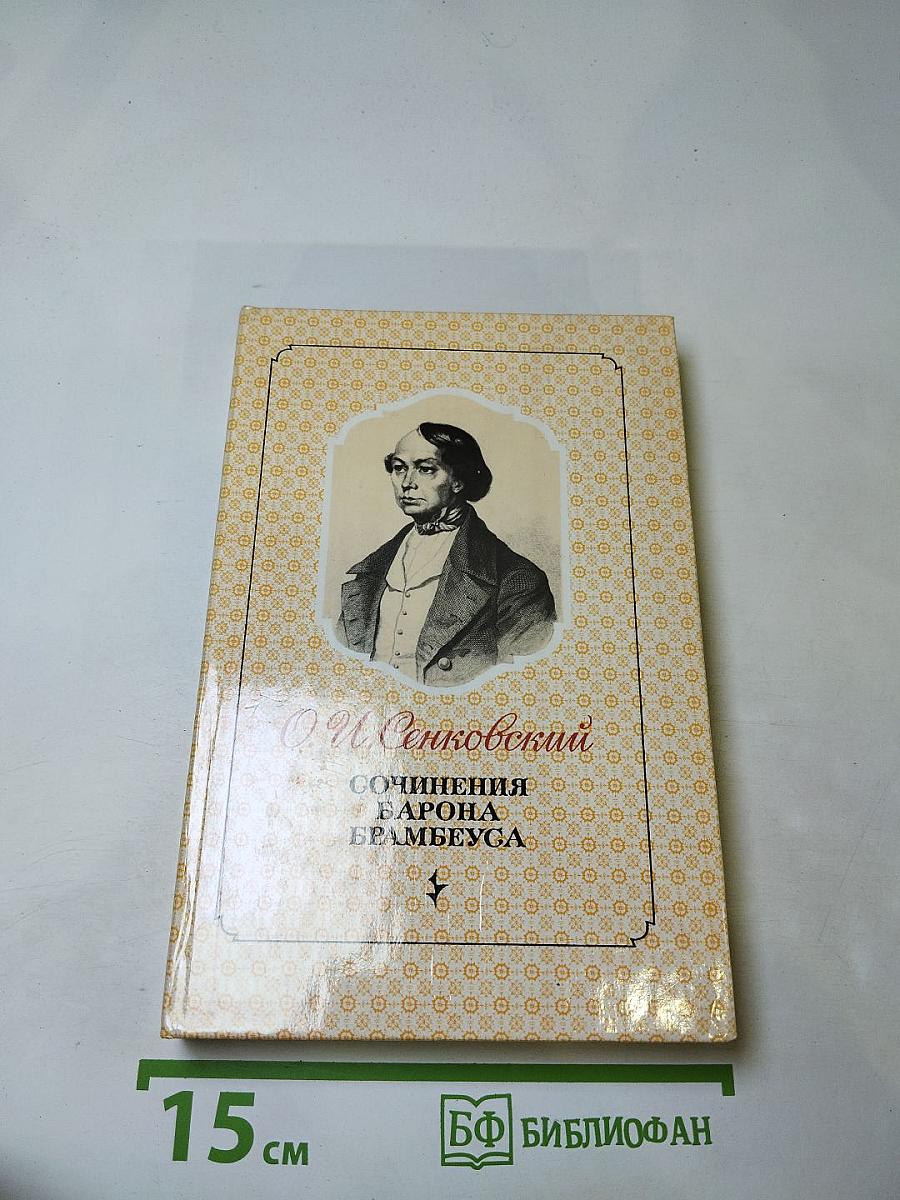 О. И. Сенковский
СОЧИНЕНИЯ
БАРОНА
БРАМБЕУСА
15 см
БФ БИБЛИОФАН